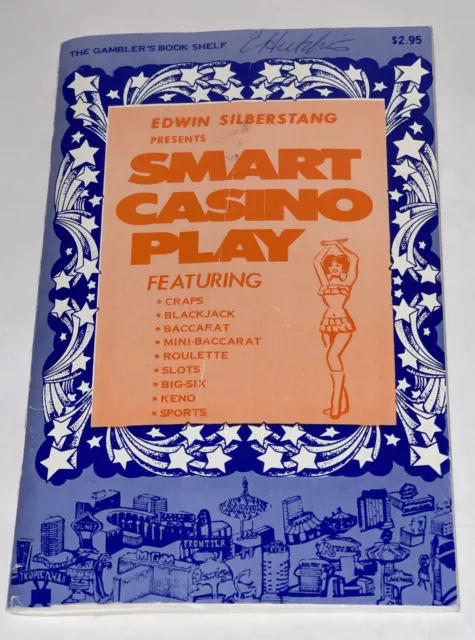 THE GAMBLER'S BOOK SHELF
$2.95
EDWIN SILBERSTANG
PRESENTS
SMART
CASINO
PLAY
FEATURING
* CRAPS
* BLACKJACK
* BACCARAT
* MINI-BACCARAT
* ROULETTE
* SLOTS
* BIG-SIX
* KENO
* SPORTS
FRONTIER
MGM
TROPICANA